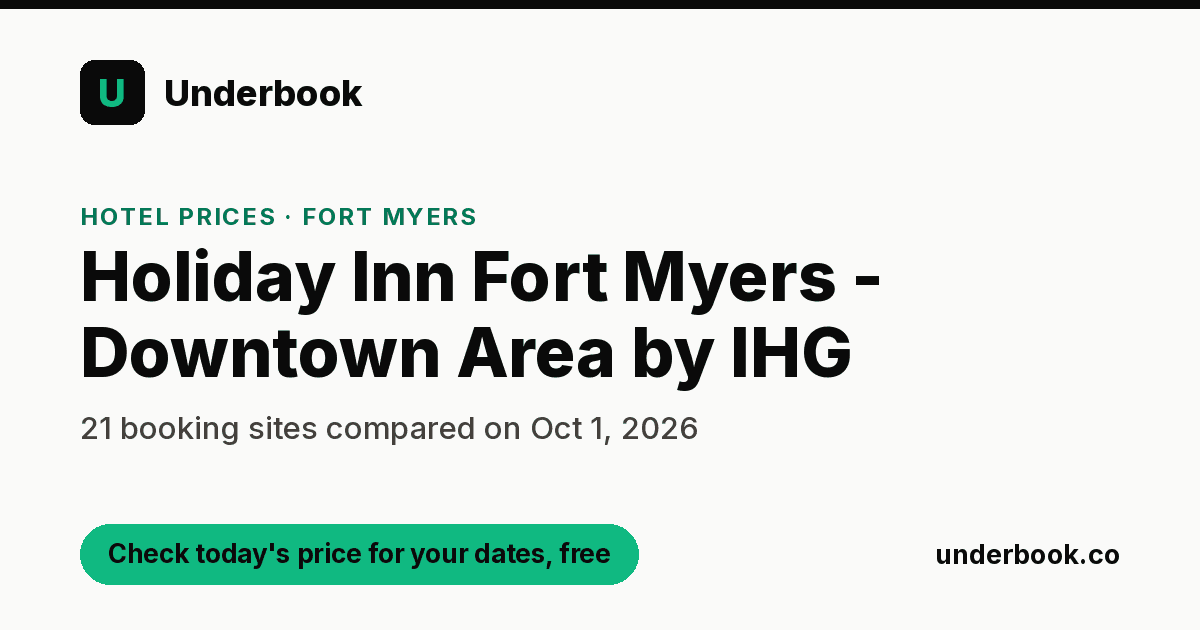 U Underbook
HOTEL PRICES · FORT MYERS
Holiday Inn Fort Myers -
Downtown Area by IHG
21 booking sites compared on Oct 1, 2026
Check today's price for your dates, free
underbook.co